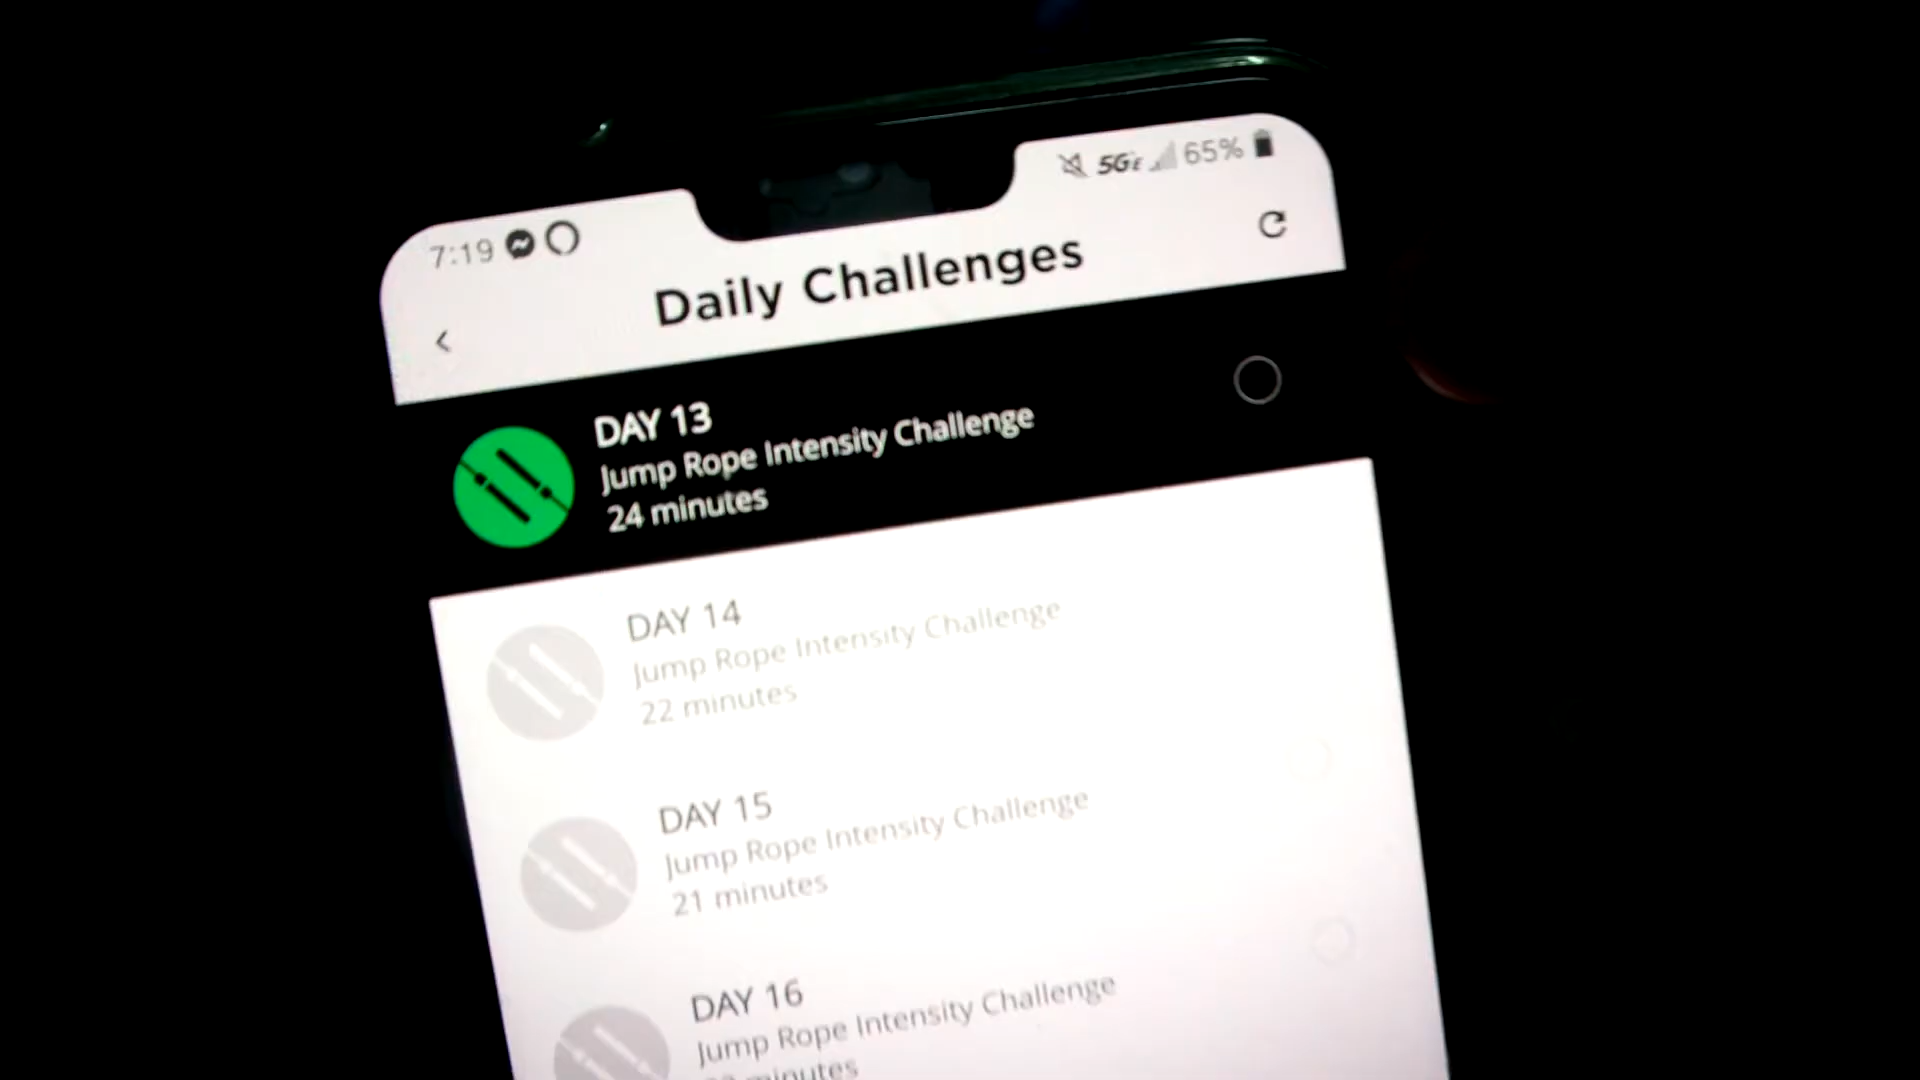 7:19
5GE 65%
Daily Challenges
DAY 13
Jump Rope Intensity Challenge
24 minutes
DAY 14
Jump Rope Intensity Challenge
22 minutes
DAY 15
Jump Rope Intensity Challenge
21 minutes
DAY 16
Jump Rope Intensity Challenge
minutes